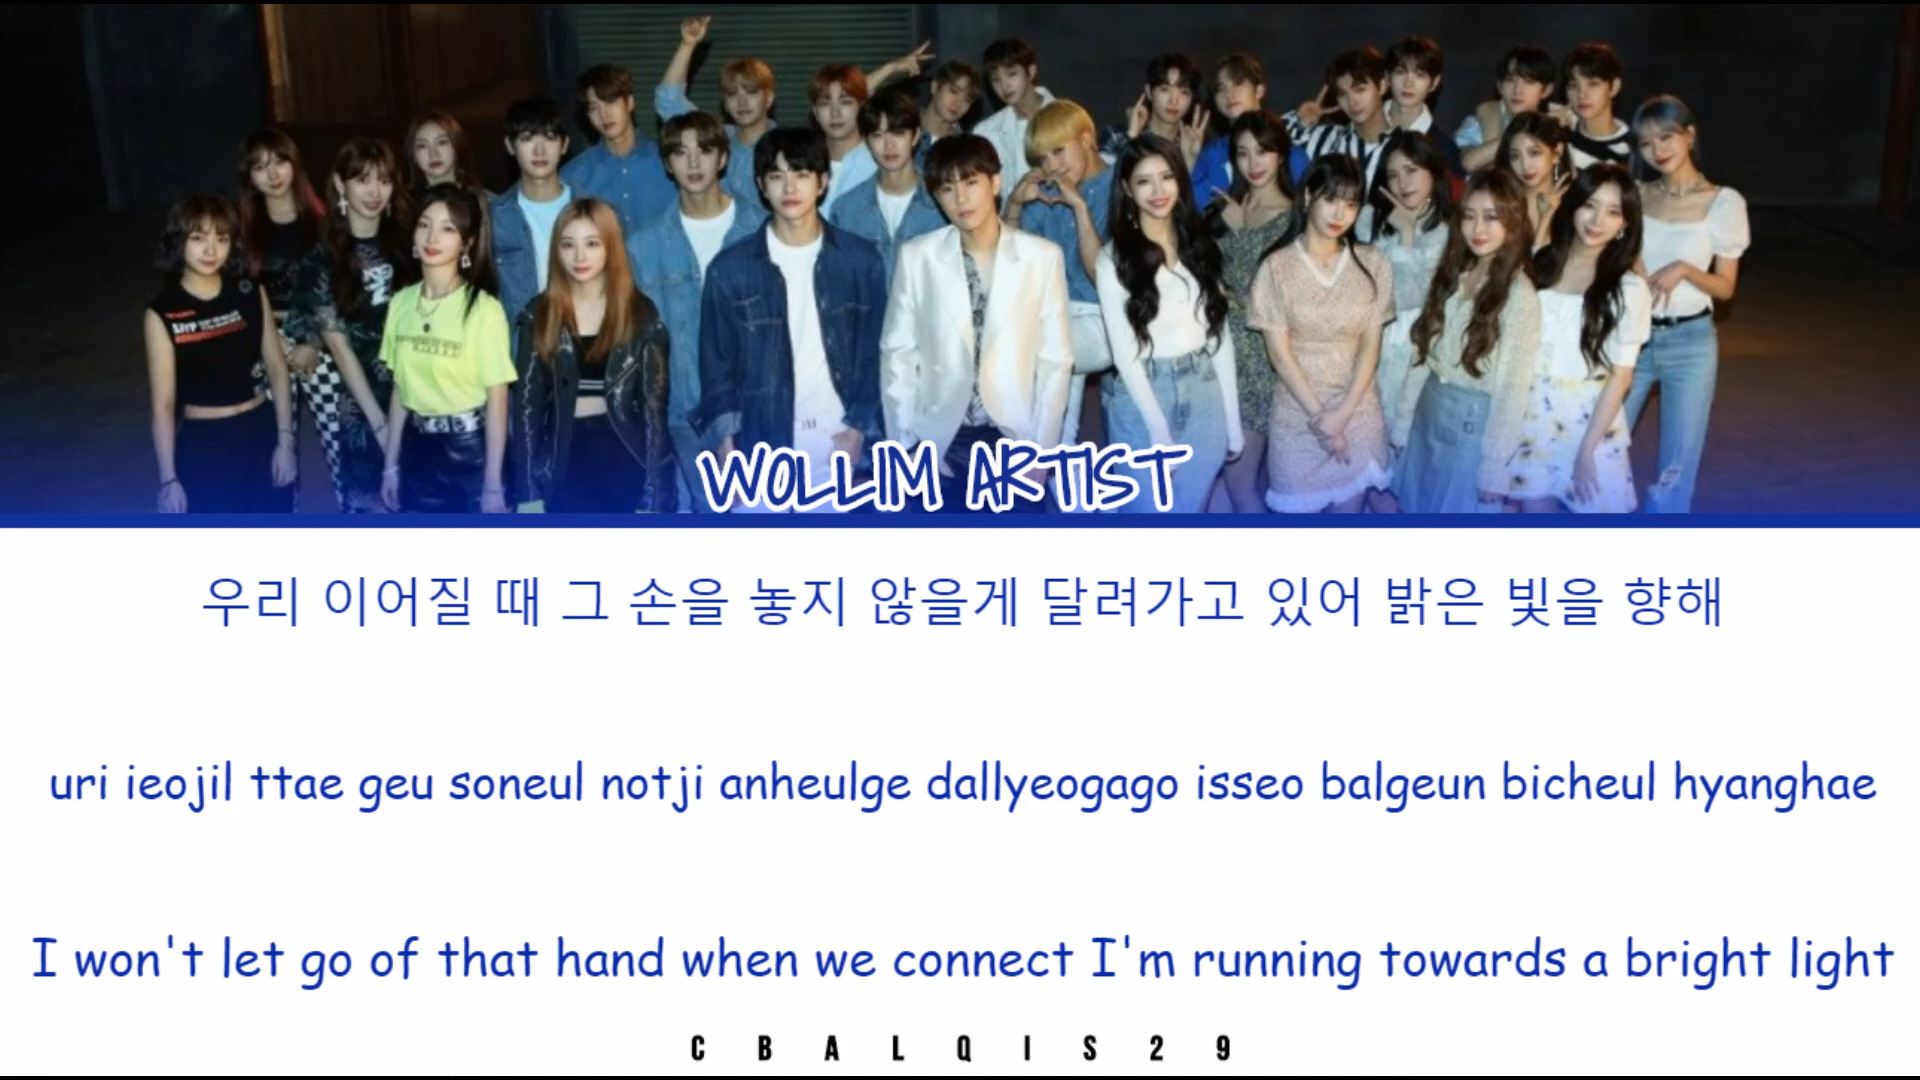 WOLLIM ARTIST
우리 이어질 때 그 손을 놓지 않을게 달려가고 있어 밝은 빛을 향해
uri ieojil ttae geu soneul notji anheulge dallyeogago isseo balgeun bicheul hyanghae
I won't let go of that hand when we connect I'm running towards a bright light
CBALQIS29